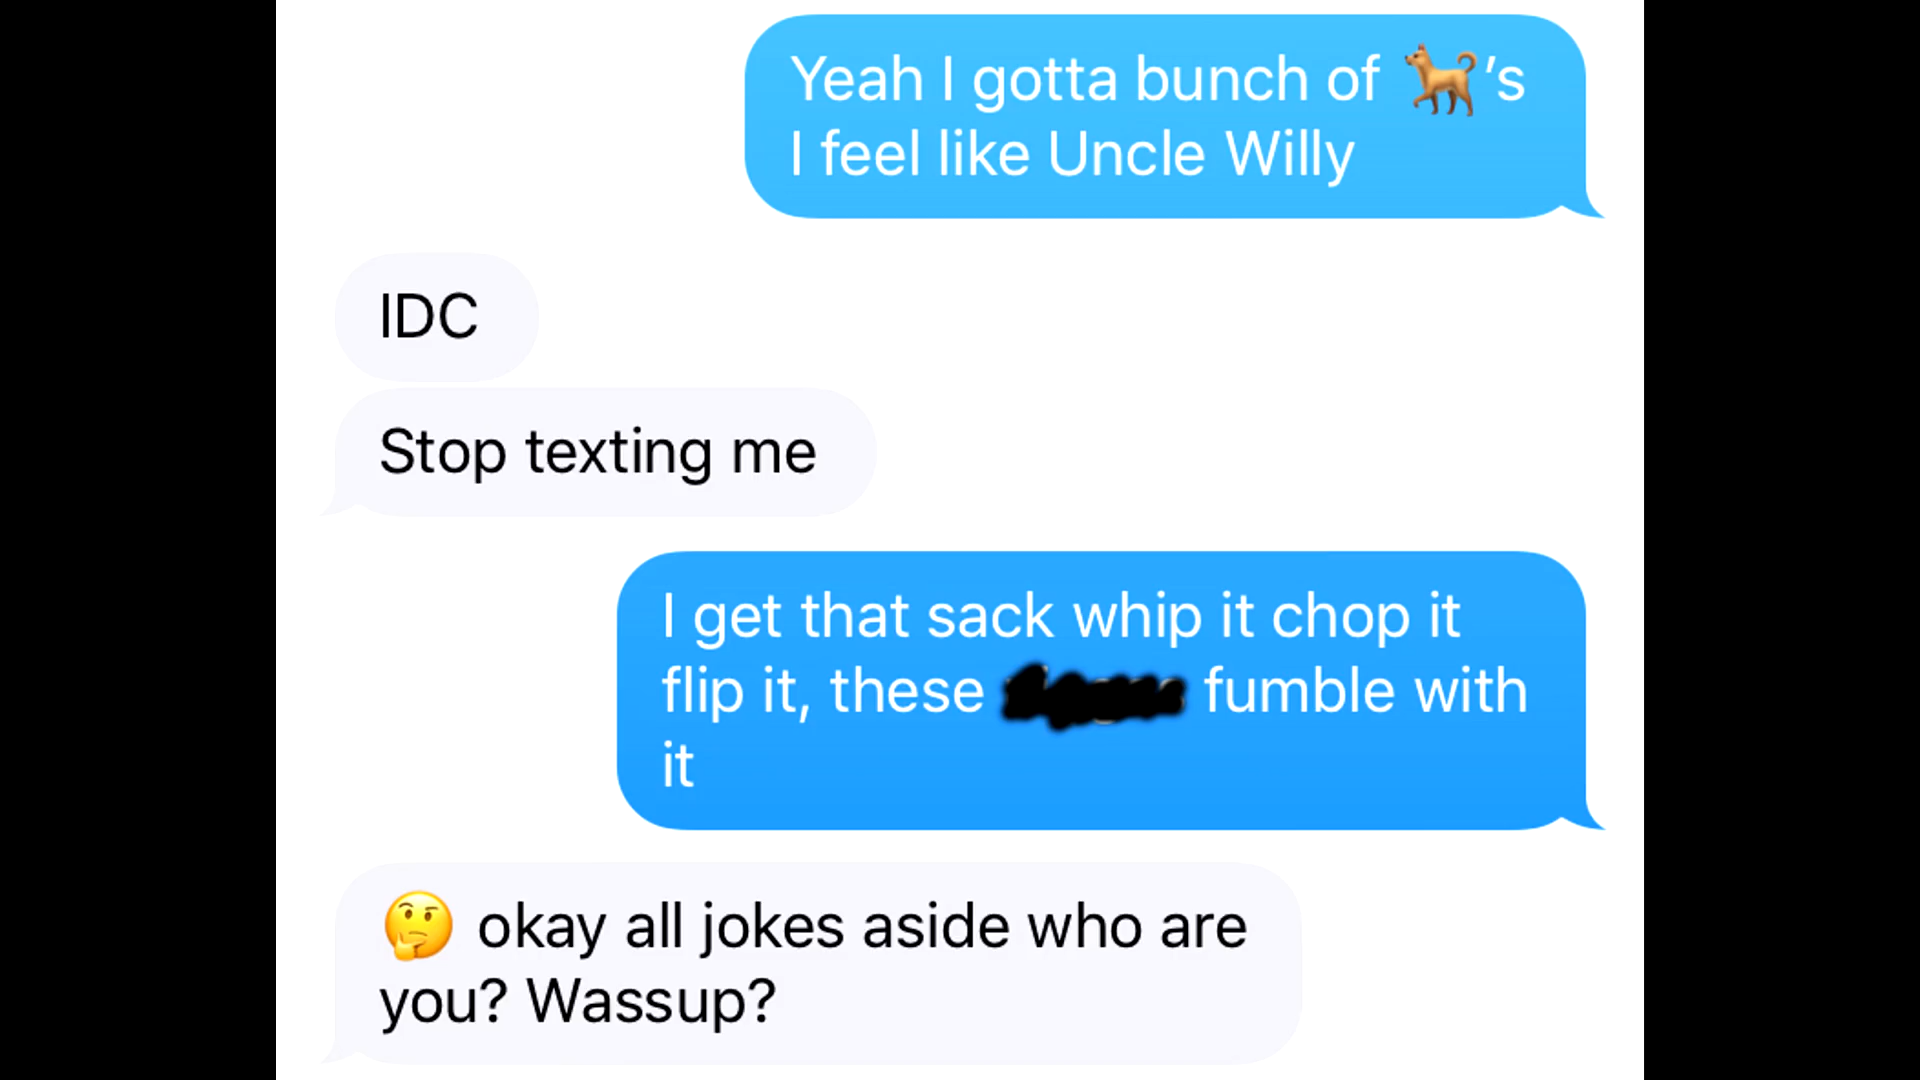 Yeah I gotta bunch of 🐕's
I feel like Uncle Willy
IDC
Stop texting me
I get that sack whip it chop it
flip it, these fumble with
it
🤔 okay all jokes aside who are
you? Wassup?